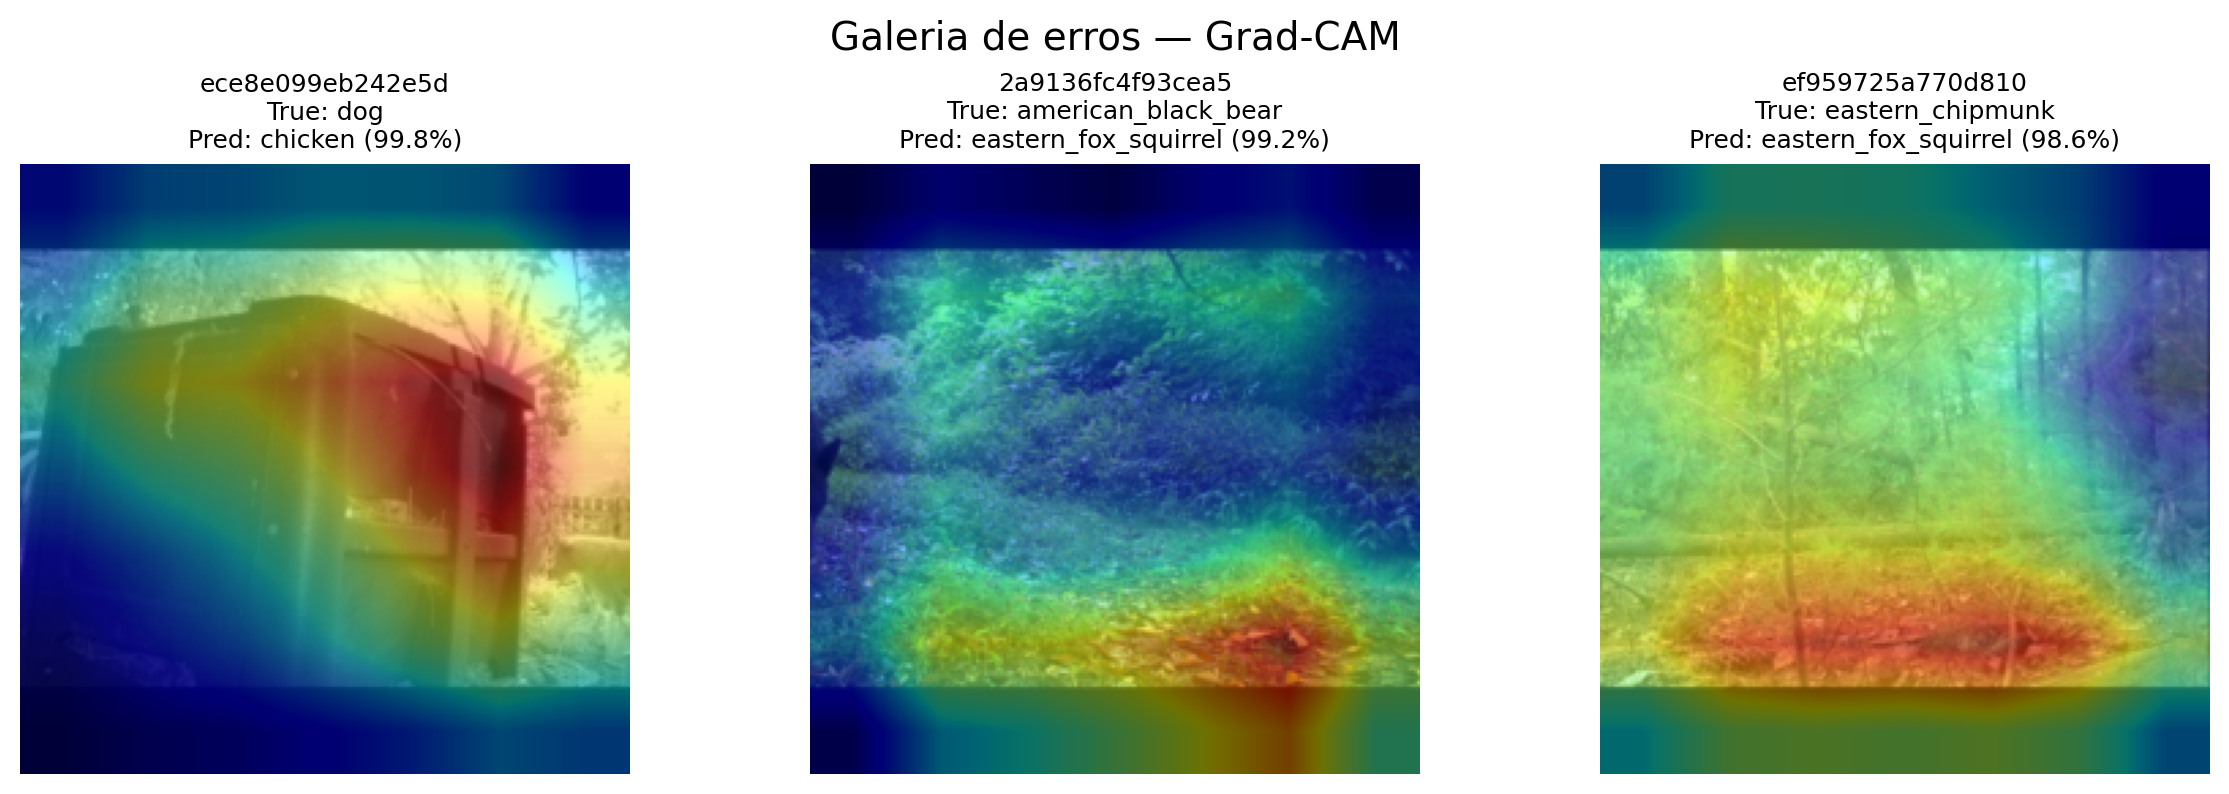 Galeria de erros — Grad-CAM
ece8e099eb242e5d
True: dog
Pred: chicken (99.8%)
2a9136fc4f93cea5
True: american_black_bear
Pred: eastern_fox_squirrel (99.2%)
ef959725a770d810
True: eastern_chipmunk
Pred: eastern_fox_squirrel (98.6%)